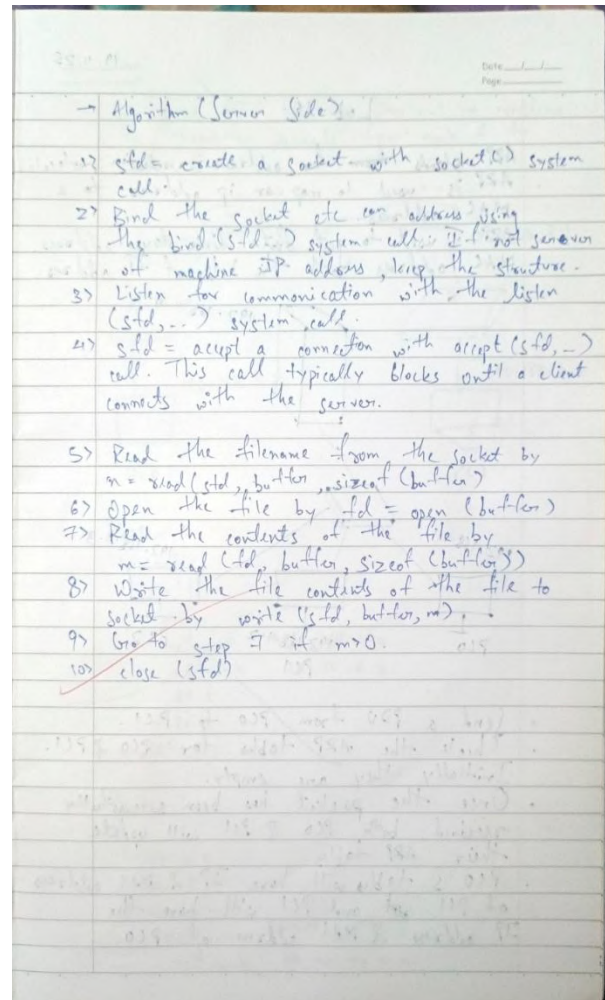 Date / /
Page
→ Algorithm (Server Side)
1> sfd = create a socket with socket() system
call.
2> Bind the socket etc can address using
the bind (sfd ...) system call. If not
of machine IP address, keep the structure.
3> Listen for commonication with the listen
(sfd, ...) system call.
4> sfd = accept a connection with accept (sfd, ...)
call. This call typically blocks until a client
connects with the server.
5> Read the filename from the socket by
n = read (sfd, buffer, sizeof (buffer)
6> Open the file by fd = open (buffer)
7> Read the contents of the file by
m = read (fd, buffer, sizeof (buffer))
8> Write the file contents of the file to
socket by write (sfd, buffer, m)
9> Go to step 7 if m>0.
10> close (sfd)